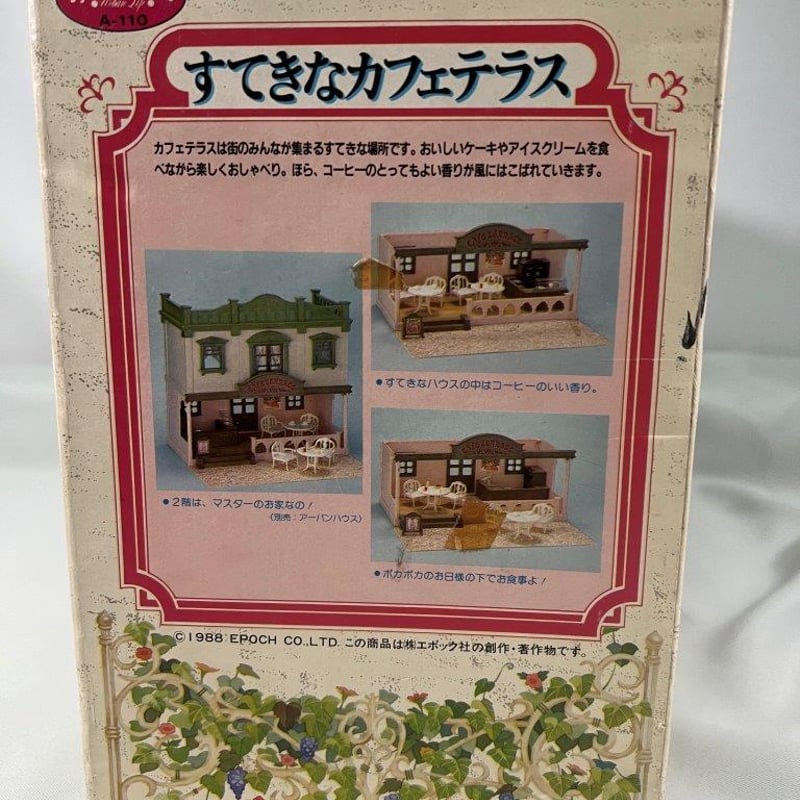 A-110
すてきなカフェテラス
カフェテラスは街のみんなが集まるすてきな場所です。おいしいケーキやアイスクリームを食
べながら楽しくおしゃべり。ほら、コーヒーのとってもよい香りが風にはこばれていきます。
●すてきなハウスの中はコーヒーのいい香り。
●2階は、マスターのお家なの!
(別売:アーバンハウス)
●ポカポカのお日様の下でお食事よ!
©1988 EPOCH CO.,LTD. この商品は㈱エポック社の創作・著作物です。